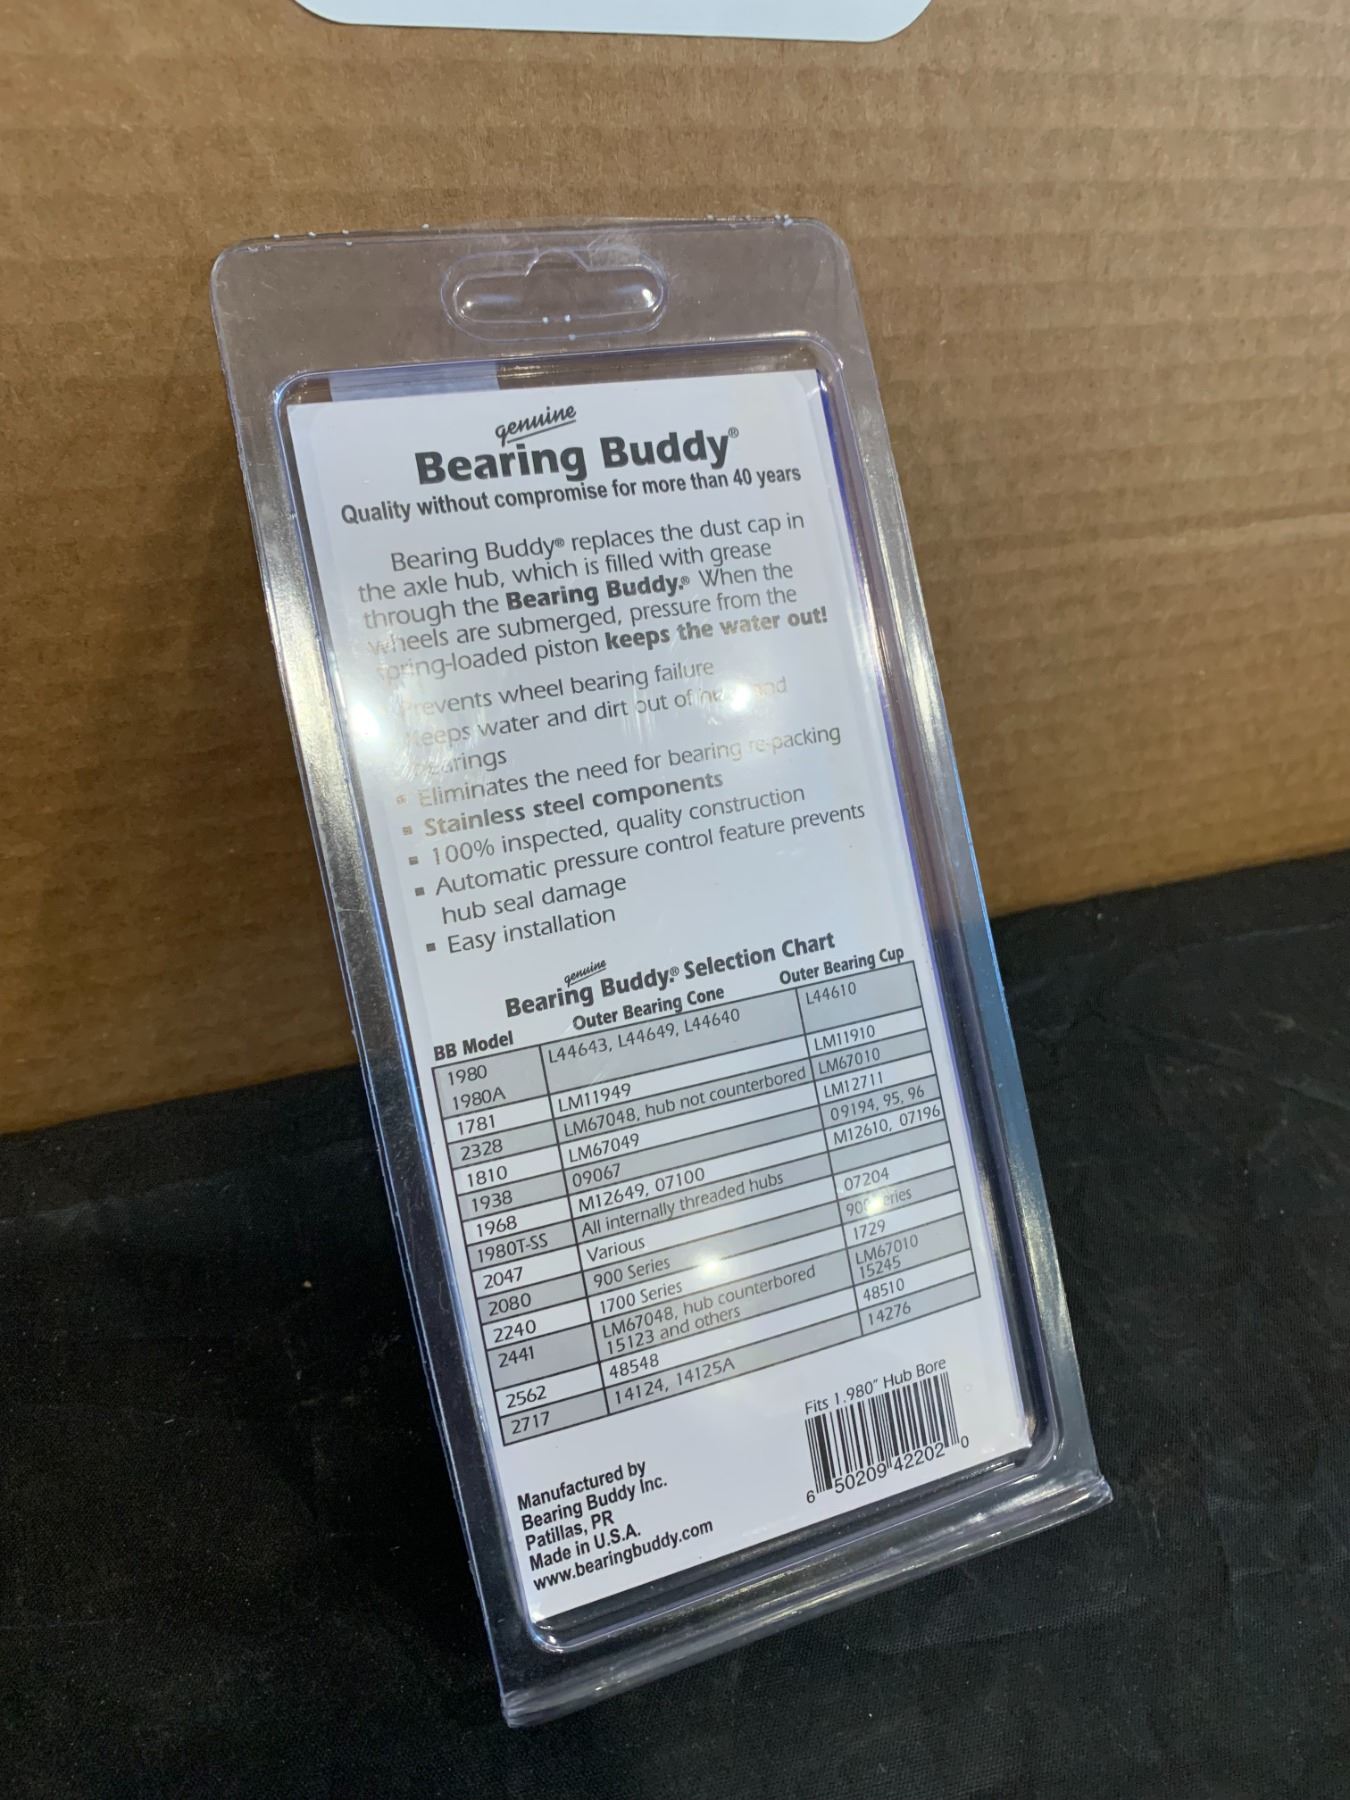 genuine
Bearing Buddy®
Quality without compromise for more than 40 years
Bearing Buddy® replaces the dust cap in
the axle hub, which is filled with grease
through the Bearing Buddy.® When the
wheels are submerged, pressure from the
spring-loaded piston keeps the water out!
Prevents wheel bearing failure
Keeps water and dirt out of and
bearings
▪ Eliminates the need for bearing re-packing
▪ Stainless steel components
▪ 100% inspected, quality construction
▪ Automatic pressure control feature prevents
hub seal damage
▪ Easy installation
genuine
Bearing Buddy.® Selection Chart
BB Model Outer Bearing Cone Outer Bearing Cup
1980 L44643, L44649, L44640 L44610
1980A
1781 LM11949 LM11910
2328 LM67048, hub not counterbored LM67010
1810 LM67049 LM12711
1938 09067 09194, 95, 96
1968 M12649, 07100 M12610, 07196
1980T-SS All internally threaded hubs
2047 Various 07204
2080 900 Series 900 Series
2240 1700 Series 1729
2441 LM67048, hub counterbored LM67010
15123 and others 15245
2562 48548 48510
2717 14124, 14125A 14276
Fits 1.980" Hub Bore
6 50209 42202 0
Manufactured by
Bearing Buddy Inc.
Patillas, PR
Made in U.S.A.
www.bearingbuddy.com